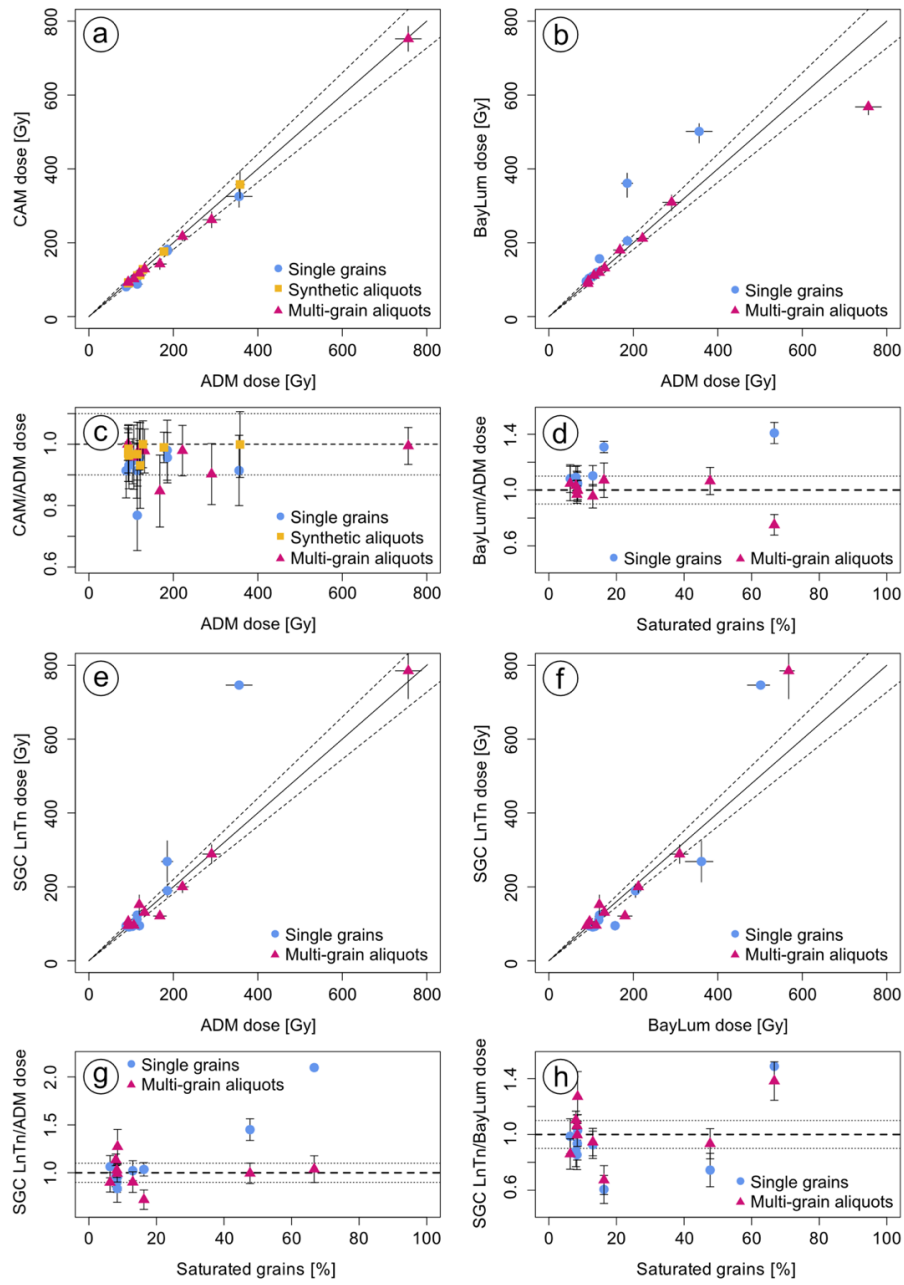 a
CAM dose [Gy]
0 200 400 600 800
Single grains
Synthetic aliquots
Multi-grain aliquots
0 200 400 600 800
ADM dose [Gy]
b
BayLum dose [Gy]
0 200 400 600 800
Single grains
Multi-grain aliquots
0 200 400 600 800
ADM dose [Gy]
c
CAM/ADM dose
0.6 0.8 1.0
Single grains
Synthetic aliquots
Multi-grain aliquots
0 200 400 600 800
ADM dose [Gy]
d
BayLum/ADM dose
0.6 1.0 1.4
Single grains Multi-grain aliquots
0 20 40 60 80 100
Saturated grains [%]
e
SGC LnTn dose [Gy]
0 200 400 600 800
Single grains
Multi-grain aliquots
0 200 400 600 800
ADM dose [Gy]
f
SGC LnTn dose [Gy]
0 200 400 600 800
Single grains
Multi-grain aliquots
0 200 400 600 800
BayLum dose [Gy]
g
SGC LnTn/ADM dose
1.0 1.5 2.0
Single grains
Multi-grain aliquots
0 20 40 60 80 100
Saturated grains [%]
h
SGC LnTn/BayLum dose
0.6 1.0 1.4
Single grains
Multi-grain aliquots
0 20 40 60 80 100
Saturated grains [%]